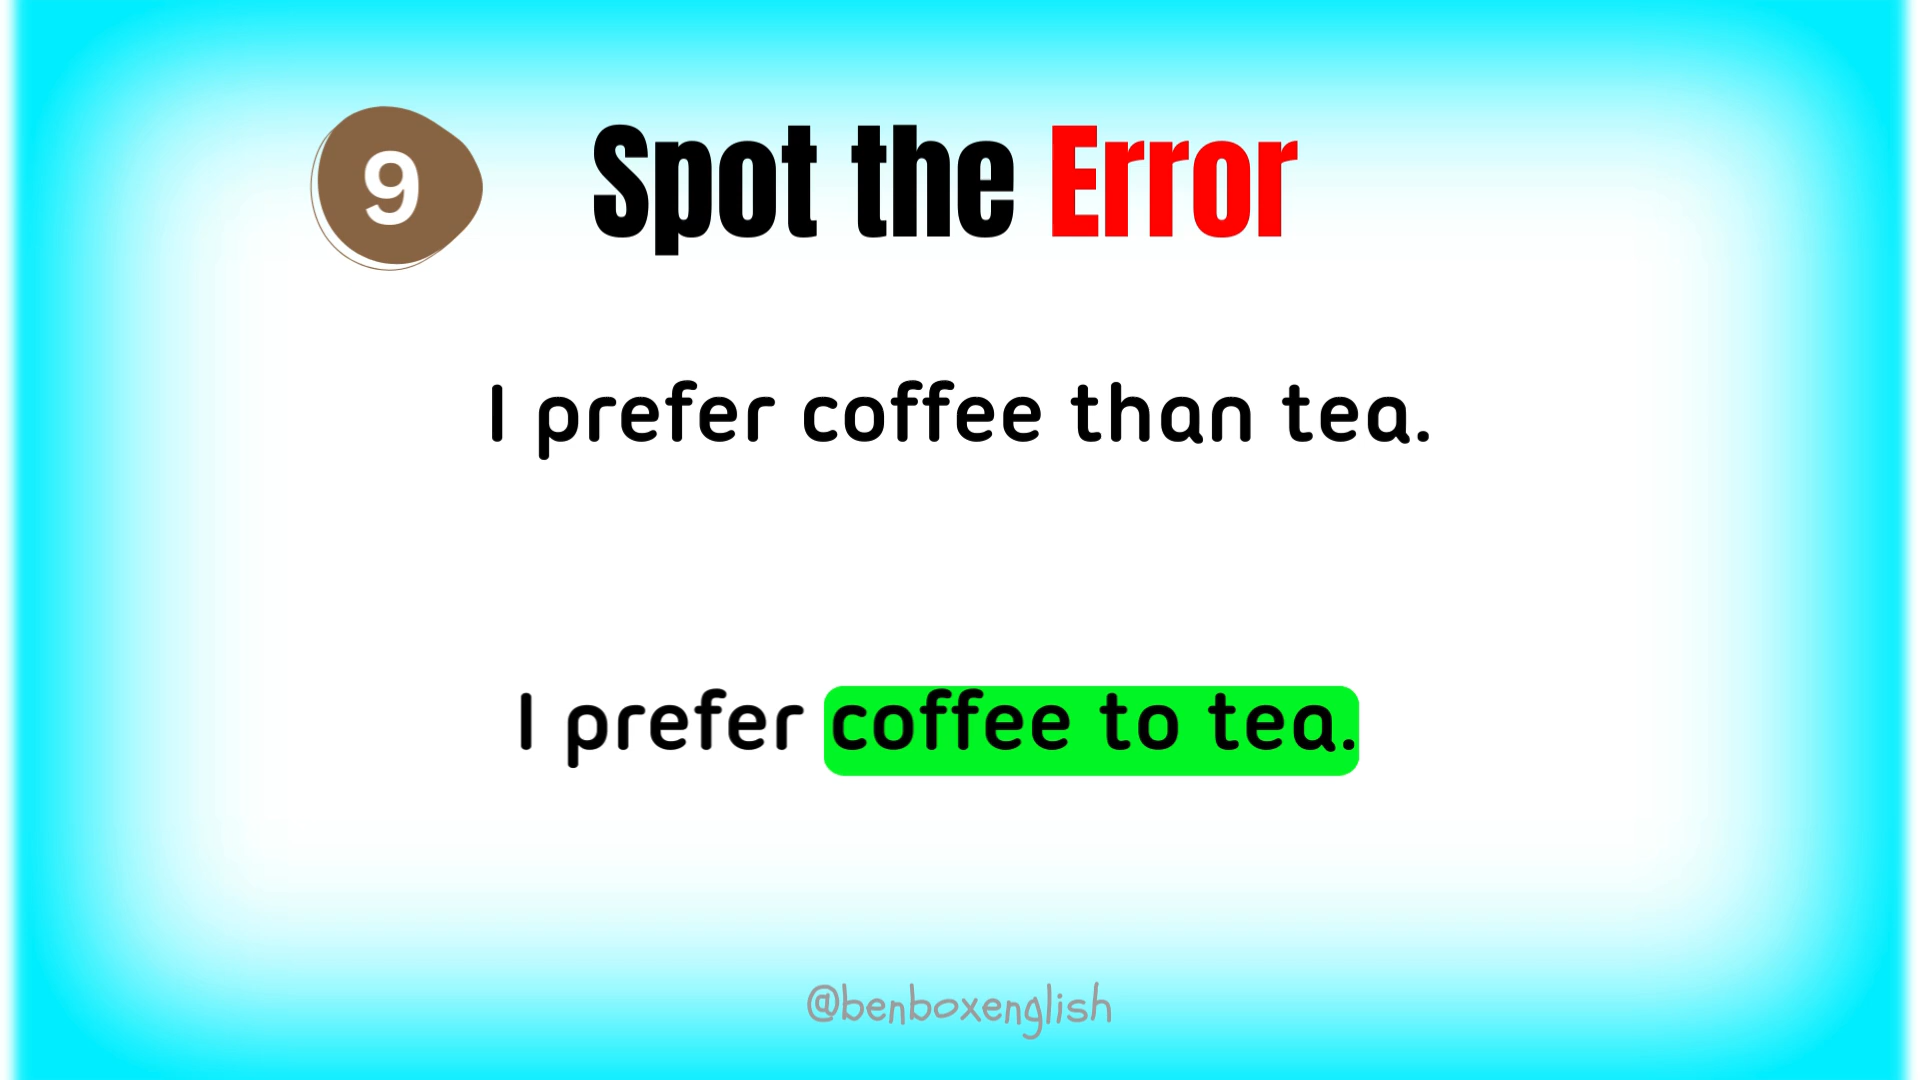 9
Spot the Error
I prefer coffee than tea.
I prefer coffee to tea.
@benboxenglish